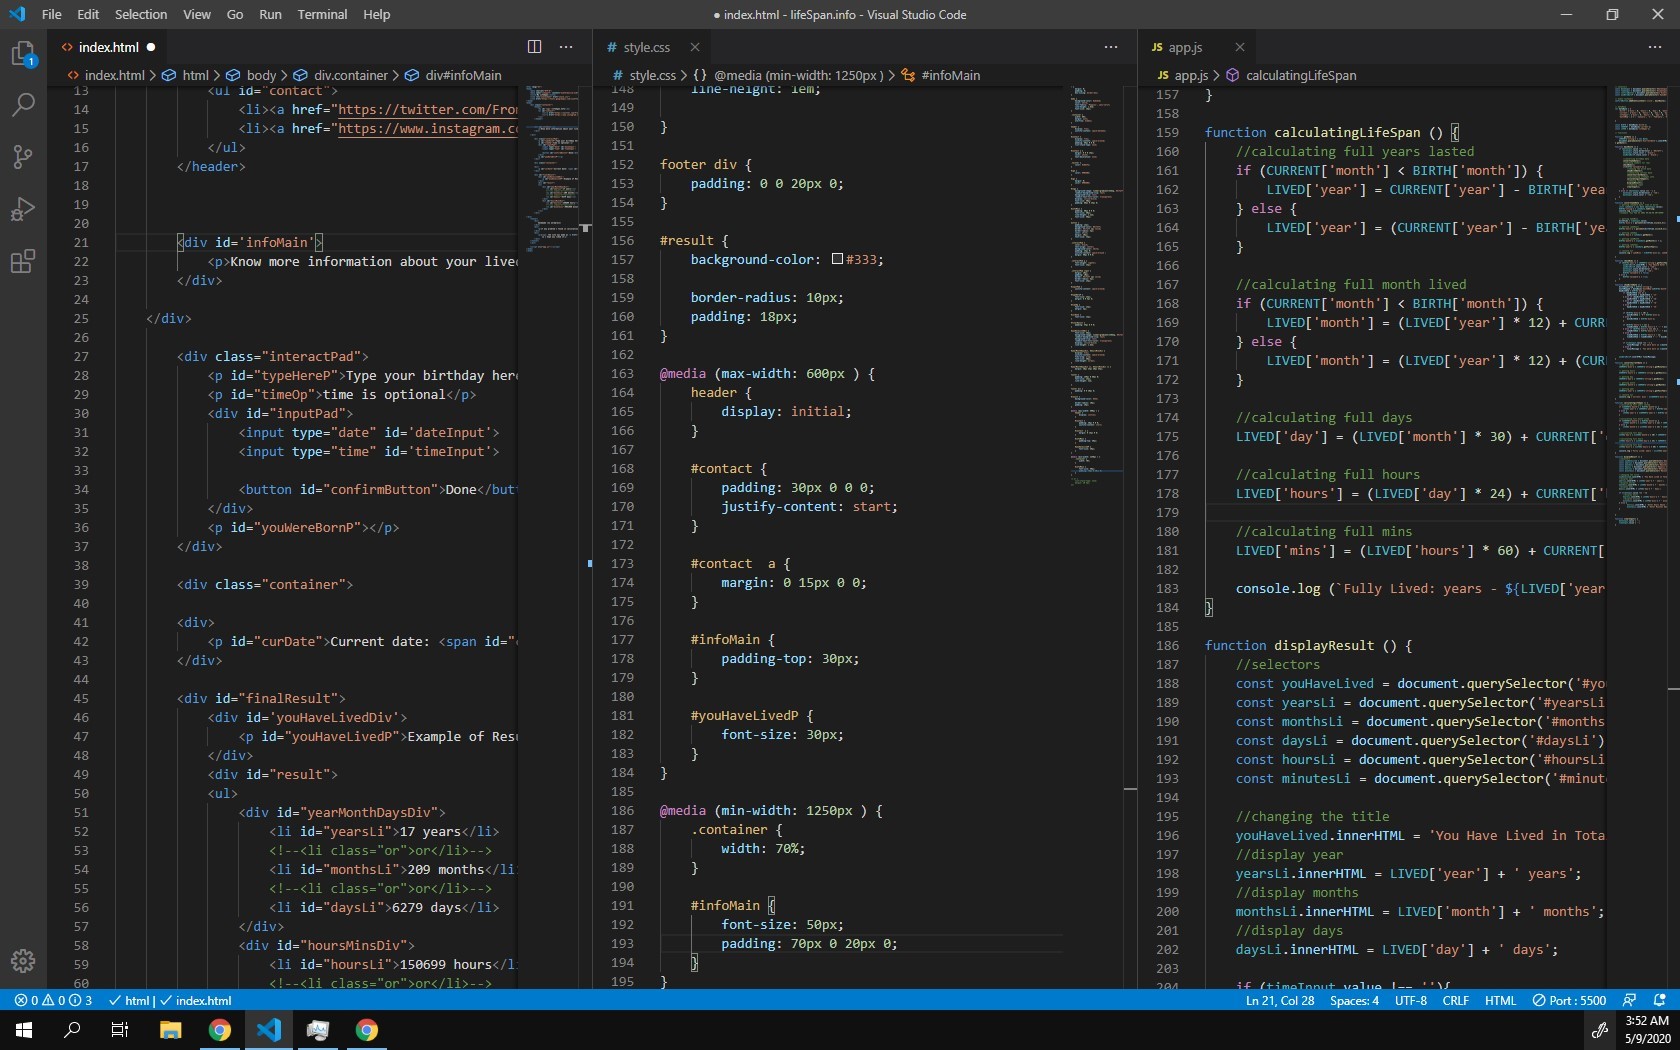 File Edit Selection View Go Run Terminal Help
● index.html - lifeSpan.info - Visual Studio Code
index.html ●
index.html > html > body > div.container > div#infoMain
13 <ul id="contact">
14 <li><a href="https://twitter.com/Fro
15 <li><a href="https://www.instagram.c
16 </ul>
17 </header>
18
19
20
21 <div id='infoMain'>
22 <p>Know more information about your live
23 </div>
24
25 </div>
26
27 <div class="interactPad">
28 <p id="typeHereP">Type your birthday her
29 <p id="timeOp">time is optional</p>
30 <div id="inputPad">
31 <input type="date" id='dateInput'>
32 <input type="time" id='timeInput'>
33
34 <button id="confirmButton">Done</butt
35 </div>
36 <p id="youWereBornP"></p>
37 </div>
38
39 <div class="container">
40
41 <div>
42 <p id="curDate">Current date: <span id="
43 </div>
44
45 <div id="finalResult">
46 <div id='youHaveLivedDiv'>
47 <p id="youHaveLivedP">Example of Res
48 </div>
49 <div id="result">
50 <ul>
51 <div id="yearMonthDaysDiv">
52 <li id="yearsLi">17 years</li>
53 <!--<li class="or">or</li>-->
54 <li id="monthsLi">209 months</li
55 <!--<li class="or">or</li>-->
56 <li id="daysLi">6279 days</li>
57 </div>
58 <div id="hoursMinsDiv">
59 <li id="hoursLi">150699 hours</l
60 <!--<li class="or">or</li>-->
# style.css
# style.css > {} @media (min-width: 1250px ) > #infoMain
148 line-height: 1em;
149
150 }
151
152 footer div {
153 padding: 0 0 20px 0;
154 }
155
156 #result {
157 background-color: #333;
158
159 border-radius: 10px;
160 padding: 18px;
161 }
162
163 @media (max-width: 600px ) {
164 header {
165 display: initial;
166 }
167
168 #contact {
169 padding: 30px 0 0 0;
170 justify-content: start;
171 }
172
173 #contact  a {
174 margin: 0 15px 0 0;
175 }
176
177 #infoMain {
178 padding-top: 30px;
179 }
180
181 #youHaveLivedP {
182 font-size: 30px;
183 }
184 }
185
186 @media (min-width: 1250px ) {
187 .container {
188 width: 70%;
189 }
190
191 #infoMain {
192 font-size: 50px;
193 padding: 70px 0 20px 0;
194 }
195 }
JS app.js
JS app.js > calculatingLifeSpan
157 }
158
159 function calculatingLifeSpan () {
160 //calculating full years lasted
161 if (CURRENT['month'] < BIRTH['month']) {
162 LIVED['year'] = CURRENT['year'] - BIRTH['yea
163 } else {
164 LIVED['year'] = (CURRENT['year'] - BIRTH['ye
165 }
166
167 //calculating full month lived
168 if (CURRENT['month'] < BIRTH['month']) {
169 LIVED['month'] = (LIVED['year'] * 12) + CURR
170 } else {
171 LIVED['month'] = (LIVED['year'] * 12) + (CUR
172 }
173
174 //calculating full days
175 LIVED['day'] = (LIVED['month'] * 30) + CURRENT['
176
177 //calculating full hours
178 LIVED['hours'] = (LIVED['day'] * 24) + CURRENT['
179
180 //calculating full mins
181 LIVED['mins'] = (LIVED['hours'] * 60) + CURRENT[
182
183 console.log (`Fully Lived: years - ${LIVED['year
184 }
185
186 function displayResult () {
187 //selectors
188 const youHaveLived = document.querySelector('#yo
189 const yearsLi = document.querySelector('#yearsLi
190 const monthsLi = document.querySelector('#months
191 const daysLi = document.querySelector('#daysLi')
192 const hoursLi = document.querySelector('#hoursLi
193 const minutesLi = document.querySelector('#minut
194
195 //changing the title
196 youHaveLived.innerHTML = 'You Have Lived in Tota
197 //display year
198 yearsLi.innerHTML = LIVED['year'] + ' years';
199 //display months
200 monthsLi.innerHTML = LIVED['month'] + ' months';
201 //display days
202 daysLi.innerHTML = LIVED['day'] + ' days';
203
204 if (timeInput.value !== ''){
1
0 0 3 html | index.html
Ln 21, Col 28 Spaces: 4 UTF-8 CRLF HTML Port : 5500
3:52 AM
5/9/2020